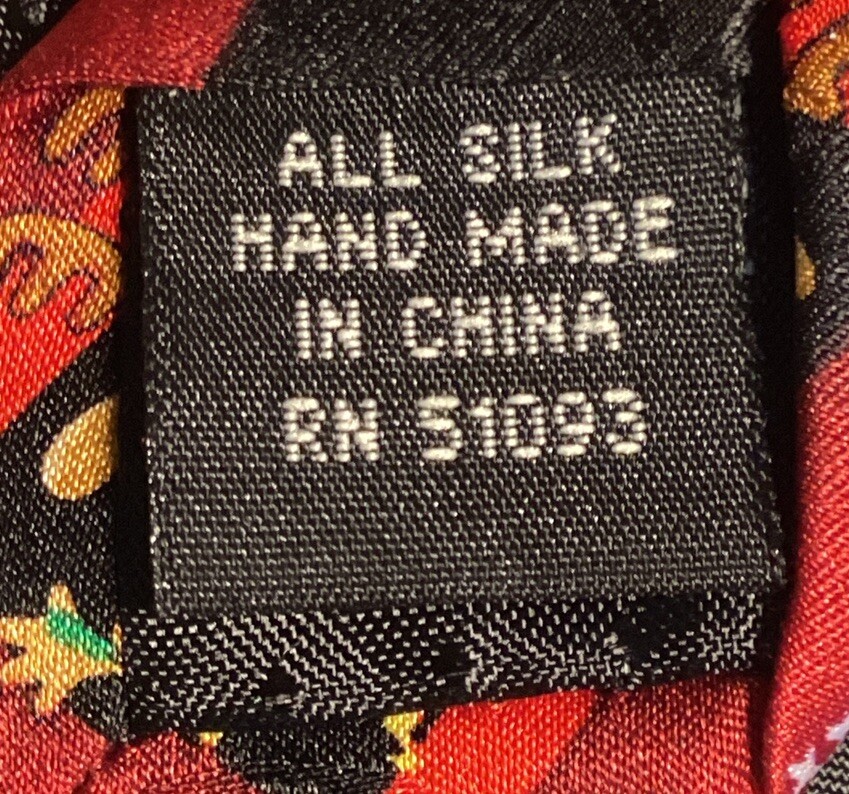 ALL SILK
HAND MADE
IN CHINA
RN 51093